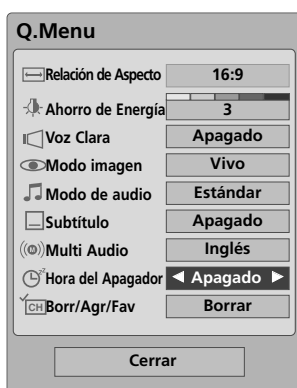 Q.Menu
Relación de Aspecto 16:9
Ahorro de Energía 3
Voz Clara Apagado
Modo imagen Vivo
Modo de audio Estándar
Subtítulo Apagado
Multi Audio Inglés
Hora del Apagador ◀ Apagado ▶
CH Borr/Agr/Fav Borrar
Cerrar